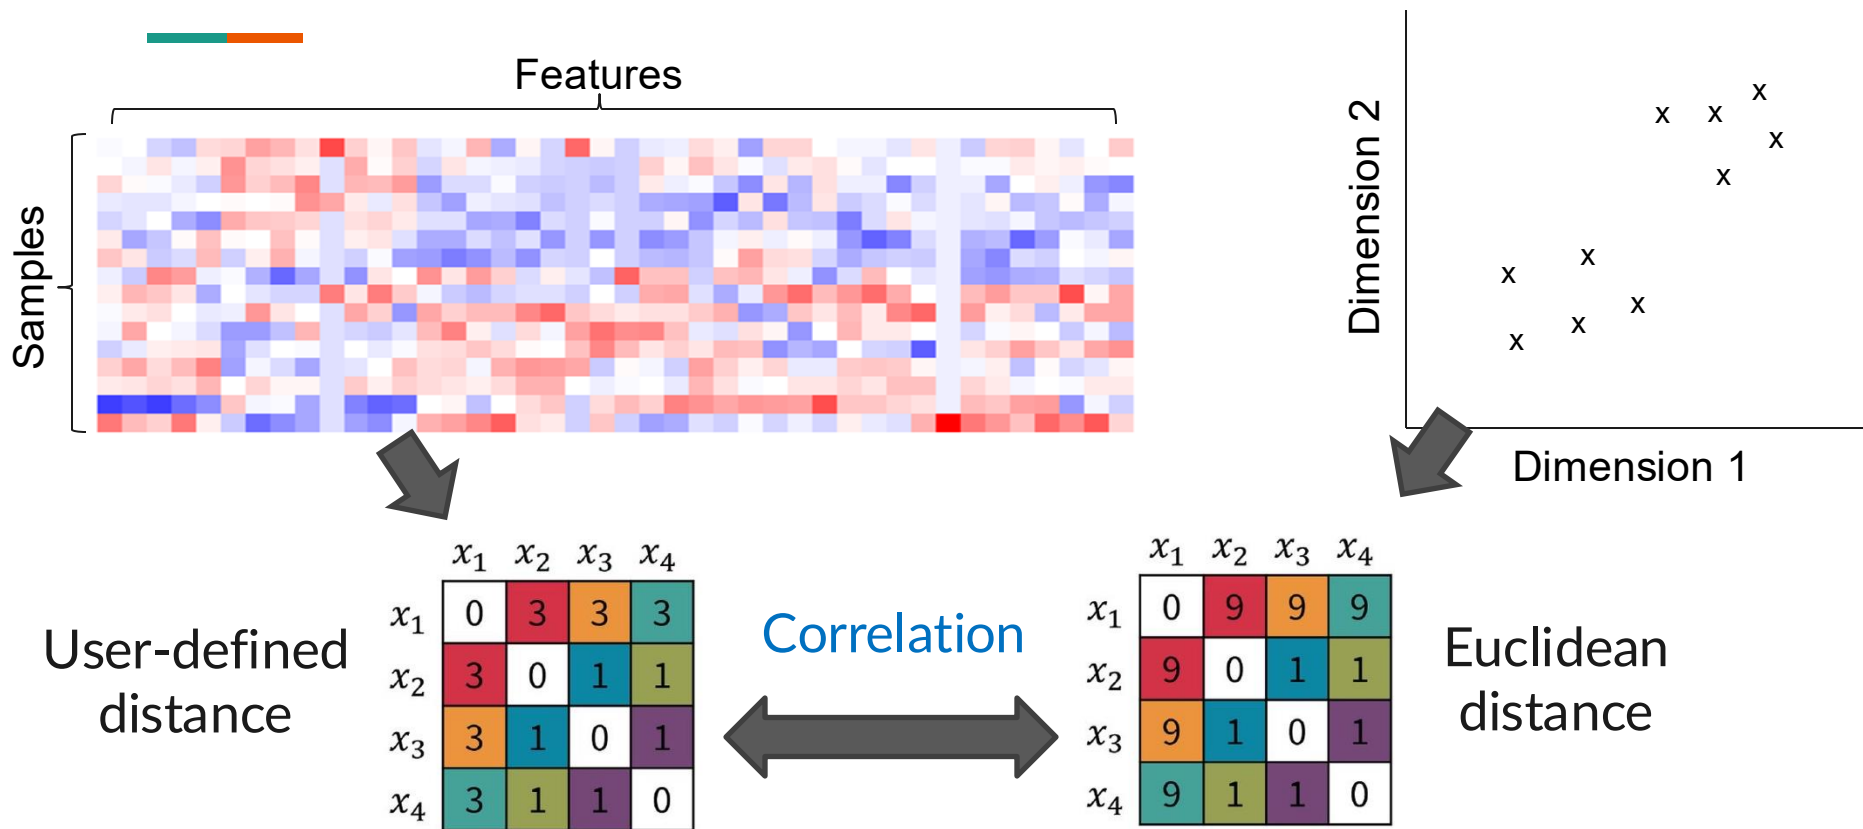 Features
Samples
Dimension 2
x
x x
x
x
x
x
x
x
x
Dimension 1
User-defined
distance
x₁ x₂ x₃ x₄
x₁ 0 3 3 3
x₂ 3 0 1 1
x₃ 3 1 0 1
x₄ 3 1 1 0
Correlation
x₁ x₂ x₃ x₄
x₁ 0 9 9 9
x₂ 9 0 1 1
x₃ 9 1 0 1
x₄ 9 1 1 0
Euclidean
distance